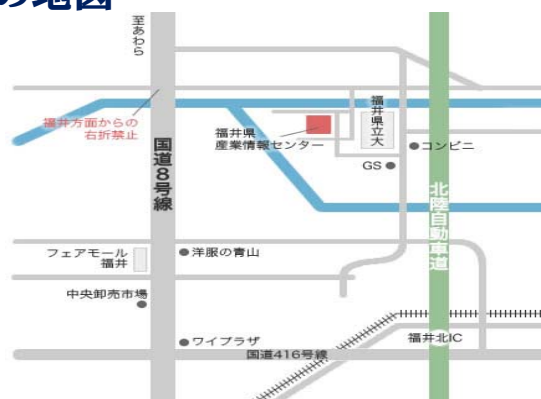 の地図
至あわら
福井方面からの
右折禁止
福井県
産業情報センター
福井県立大
コンビニ
GS
国道8号線
北陸自動車道
フェアモール
福井
洋服の青山
中央卸売市場
ワイプラザ
国道416号線
福井北IC